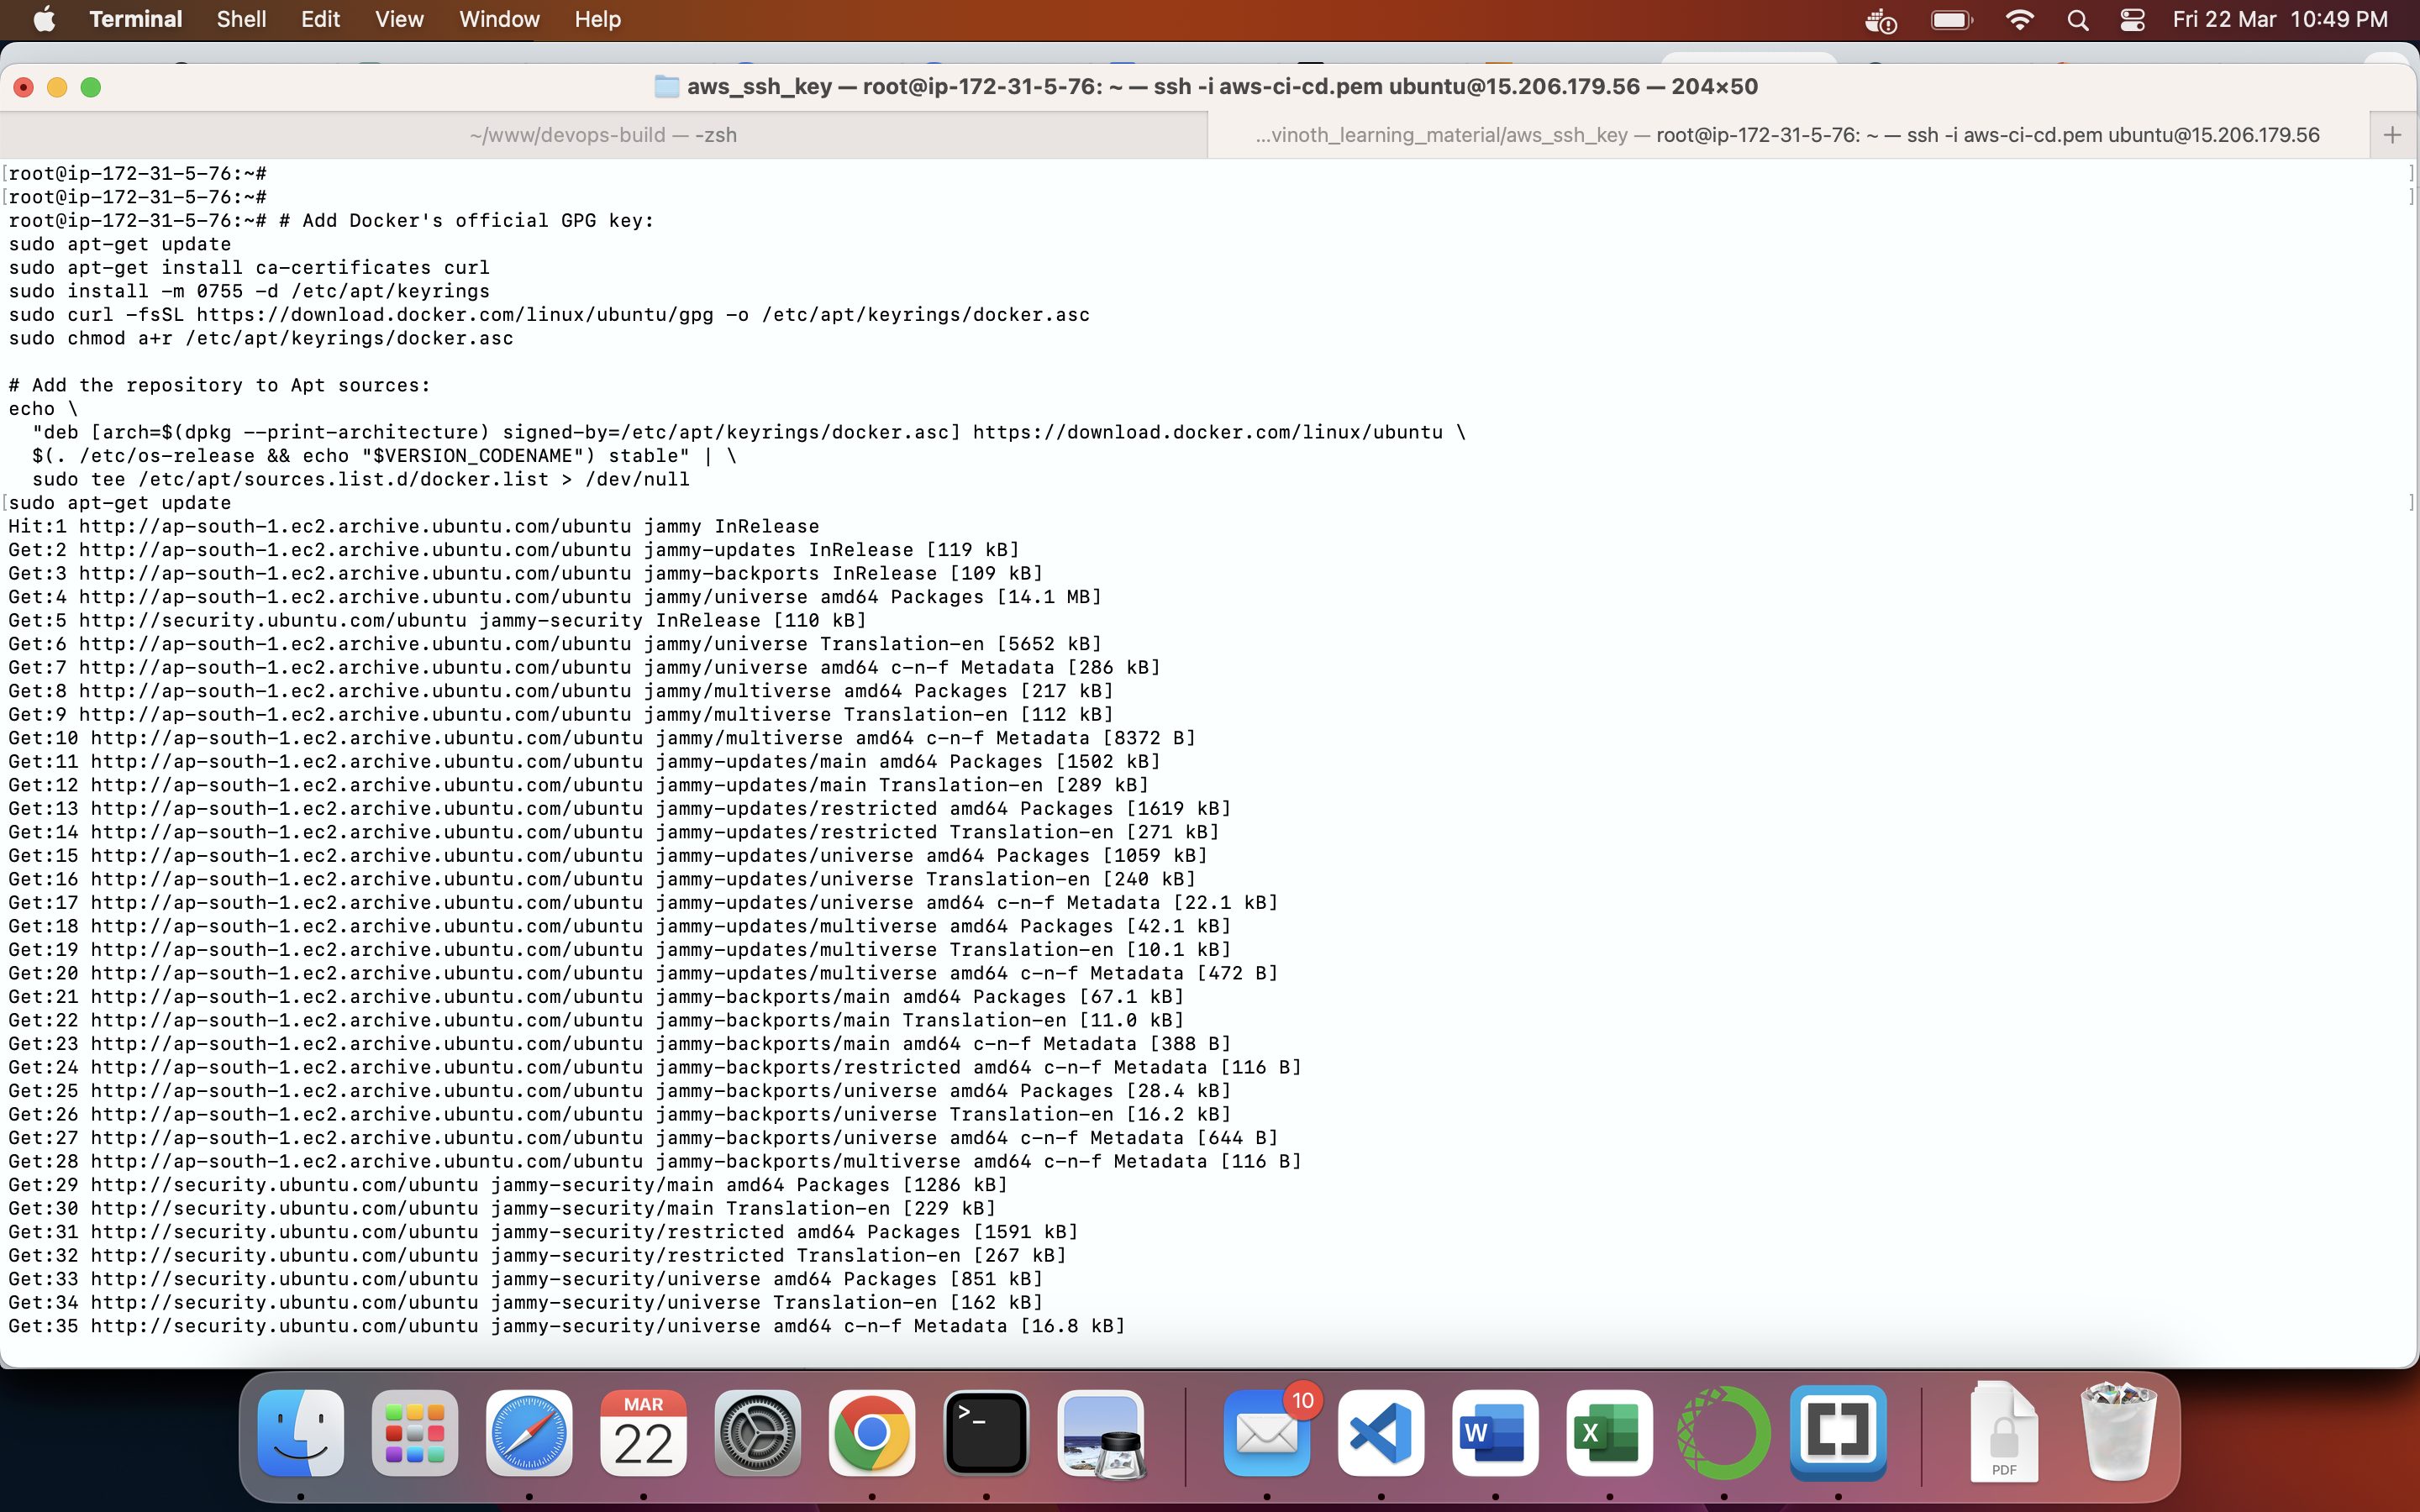 Terminal Shell Edit View Window Help Fri 22 Mar 10:49 PM
aws_ssh_key — root@ip-172-31-5-76: ~ — ssh -i aws-ci-cd.pem ubuntu@15.206.179.56 — 204×50
~/www/devops-build — -zsh
...vinoth_learning_material/aws_ssh_key — root@ip-172-31-5-76: ~ — ssh -i aws-ci-cd.pem ubuntu@15.206.179.56 +
[root@ip-172-31-5-76:~# ]
[root@ip-172-31-5-76:~# ]
root@ip-172-31-5-76:~# # Add Docker's official GPG key:
sudo apt-get update
sudo apt-get install ca-certificates curl
sudo install -m 0755 -d /etc/apt/keyrings
sudo curl -fsSL https://download.docker.com/linux/ubuntu/gpg -o /etc/apt/keyrings/docker.asc
sudo chmod a+r /etc/apt/keyrings/docker.asc
# Add the repository to Apt sources:
echo \
"deb [arch=$(dpkg --print-architecture) signed-by=/etc/apt/keyrings/docker.asc] https://download.docker.com/linux/ubuntu \
$(. /etc/os-release && echo "$VERSION_CODENAME") stable" | \
sudo tee /etc/apt/sources.list.d/docker.list > /dev/null
[sudo apt-get update ]
Hit:1 http://ap-south-1.ec2.archive.ubuntu.com/ubuntu jammy InRelease
Get:2 http://ap-south-1.ec2.archive.ubuntu.com/ubuntu jammy-updates InRelease [119 kB]
Get:3 http://ap-south-1.ec2.archive.ubuntu.com/ubuntu jammy-backports InRelease [109 kB]
Get:4 http://ap-south-1.ec2.archive.ubuntu.com/ubuntu jammy/universe amd64 Packages [14.1 MB]
Get:5 http://security.ubuntu.com/ubuntu jammy-security InRelease [110 kB]
Get:6 http://ap-south-1.ec2.archive.ubuntu.com/ubuntu jammy/universe Translation-en [5652 kB]
Get:7 http://ap-south-1.ec2.archive.ubuntu.com/ubuntu jammy/universe amd64 c-n-f Metadata [286 kB]
Get:8 http://ap-south-1.ec2.archive.ubuntu.com/ubuntu jammy/multiverse amd64 Packages [217 kB]
Get:9 http://ap-south-1.ec2.archive.ubuntu.com/ubuntu jammy/multiverse Translation-en [112 kB]
Get:10 http://ap-south-1.ec2.archive.ubuntu.com/ubuntu jammy/multiverse amd64 c-n-f Metadata [8372 B]
Get:11 http://ap-south-1.ec2.archive.ubuntu.com/ubuntu jammy-updates/main amd64 Packages [1502 kB]
Get:12 http://ap-south-1.ec2.archive.ubuntu.com/ubuntu jammy-updates/main Translation-en [289 kB]
Get:13 http://ap-south-1.ec2.archive.ubuntu.com/ubuntu jammy-updates/restricted amd64 Packages [1619 kB]
Get:14 http://ap-south-1.ec2.archive.ubuntu.com/ubuntu jammy-updates/restricted Translation-en [271 kB]
Get:15 http://ap-south-1.ec2.archive.ubuntu.com/ubuntu jammy-updates/universe amd64 Packages [1059 kB]
Get:16 http://ap-south-1.ec2.archive.ubuntu.com/ubuntu jammy-updates/universe Translation-en [240 kB]
Get:17 http://ap-south-1.ec2.archive.ubuntu.com/ubuntu jammy-updates/universe amd64 c-n-f Metadata [22.1 kB]
Get:18 http://ap-south-1.ec2.archive.ubuntu.com/ubuntu jammy-updates/multiverse amd64 Packages [42.1 kB]
Get:19 http://ap-south-1.ec2.archive.ubuntu.com/ubuntu jammy-updates/multiverse Translation-en [10.1 kB]
Get:20 http://ap-south-1.ec2.archive.ubuntu.com/ubuntu jammy-updates/multiverse amd64 c-n-f Metadata [472 B]
Get:21 http://ap-south-1.ec2.archive.ubuntu.com/ubuntu jammy-backports/main amd64 Packages [67.1 kB]
Get:22 http://ap-south-1.ec2.archive.ubuntu.com/ubuntu jammy-backports/main Translation-en [11.0 kB]
Get:23 http://ap-south-1.ec2.archive.ubuntu.com/ubuntu jammy-backports/main amd64 c-n-f Metadata [388 B]
Get:24 http://ap-south-1.ec2.archive.ubuntu.com/ubuntu jammy-backports/restricted amd64 c-n-f Metadata [116 B]
Get:25 http://ap-south-1.ec2.archive.ubuntu.com/ubuntu jammy-backports/universe amd64 Packages [28.4 kB]
Get:26 http://ap-south-1.ec2.archive.ubuntu.com/ubuntu jammy-backports/universe Translation-en [16.2 kB]
Get:27 http://ap-south-1.ec2.archive.ubuntu.com/ubuntu jammy-backports/universe amd64 c-n-f Metadata [644 B]
Get:28 http://ap-south-1.ec2.archive.ubuntu.com/ubuntu jammy-backports/multiverse amd64 c-n-f Metadata [116 B]
Get:29 http://security.ubuntu.com/ubuntu jammy-security/main amd64 Packages [1286 kB]
Get:30 http://security.ubuntu.com/ubuntu jammy-security/main Translation-en [229 kB]
Get:31 http://security.ubuntu.com/ubuntu jammy-security/restricted amd64 Packages [1591 kB]
Get:32 http://security.ubuntu.com/ubuntu jammy-security/restricted Translation-en [267 kB]
Get:33 http://security.ubuntu.com/ubuntu jammy-security/universe amd64 Packages [851 kB]
Get:34 http://security.ubuntu.com/ubuntu jammy-security/universe Translation-en [162 kB]
Get:35 http://security.ubuntu.com/ubuntu jammy-security/universe amd64 c-n-f Metadata [16.8 kB]
MAR
22
>_
10
W
X
PDF